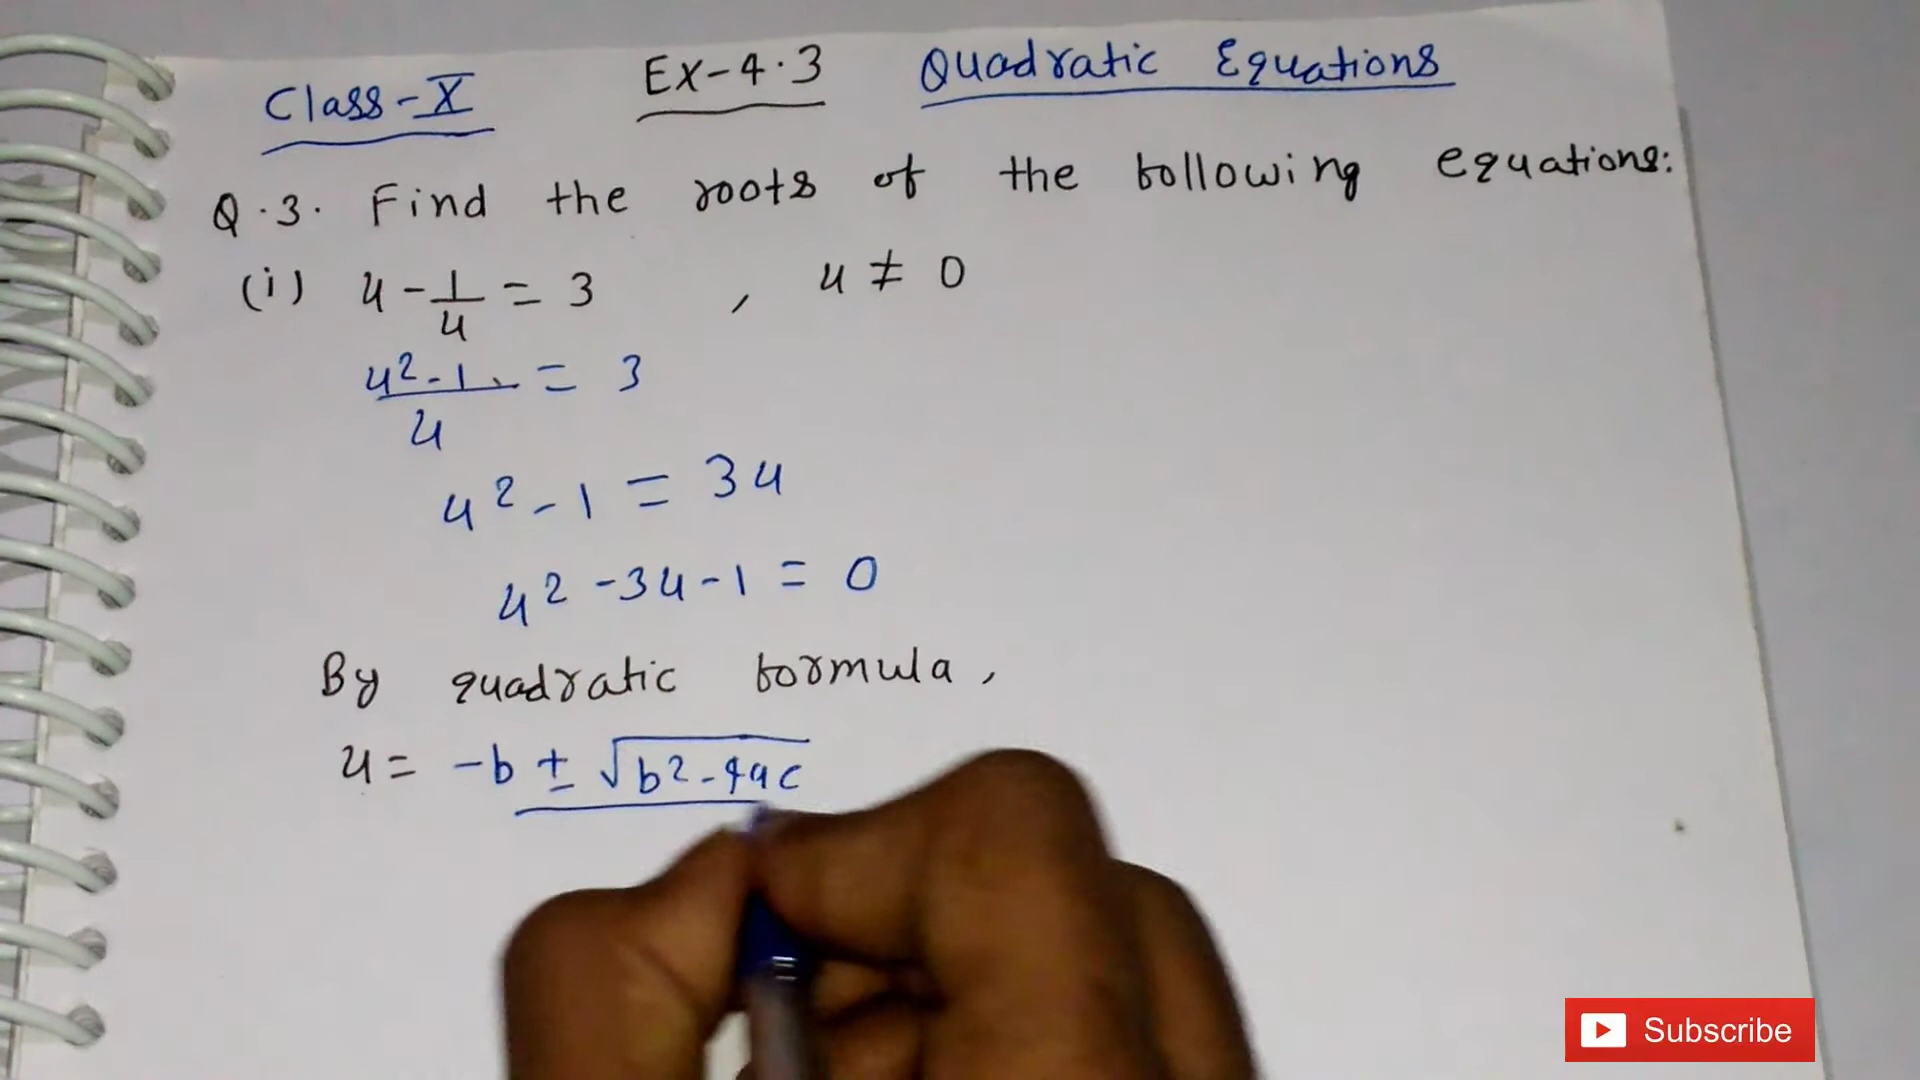 Class-X Ex-4.3 Quadratic Equations
Q.3. Find the roots of the following equations:
(i) x - 1/x = 3 , x ≠ 0
x² - 1 / x = 3
x² - 1 = 3x
x² - 3x - 1 = 0
By quadratic formula,
x = -b ± √b² - 4ac
Subscribe